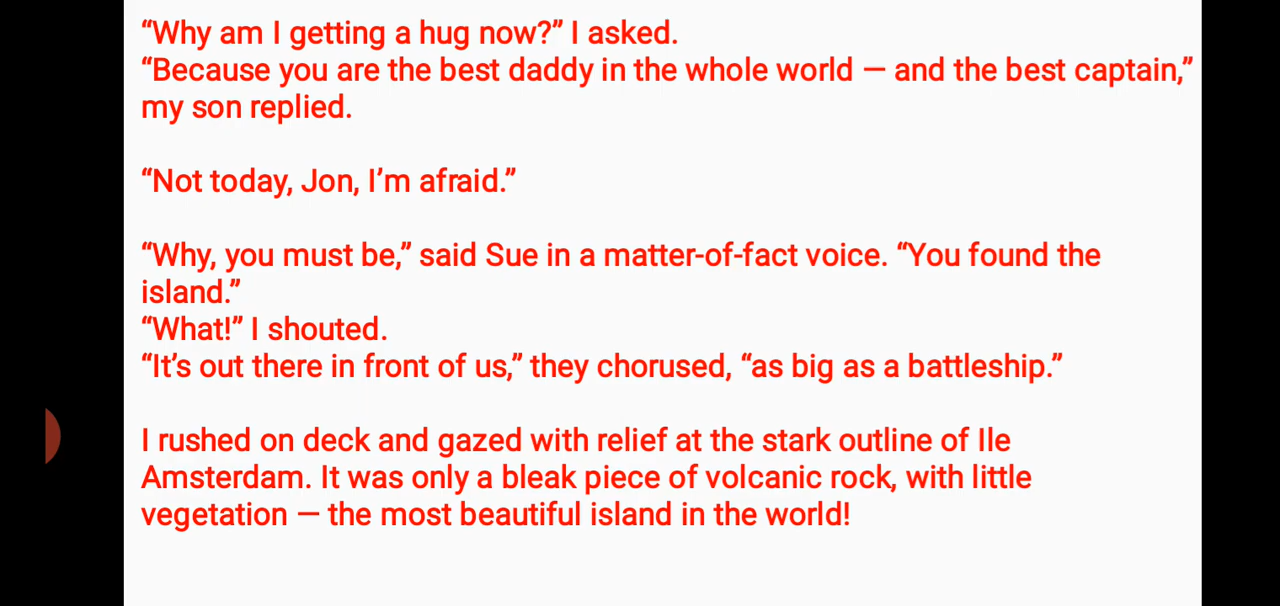 “Why am I getting a hug now?” I asked.
“Because you are the best daddy in the whole world — and the best captain,”
my son replied.
“Not today, Jon, I’m afraid.”
“Why, you must be,” said Sue in a matter-of-fact voice. “You found the
island.”
“What!” I shouted.
“It’s out there in front of us,” they chorused, “as big as a battleship.”
I rushed on deck and gazed with relief at the stark outline of Ile
Amsterdam. It was only a bleak piece of volcanic rock, with little
vegetation — the most beautiful island in the world!